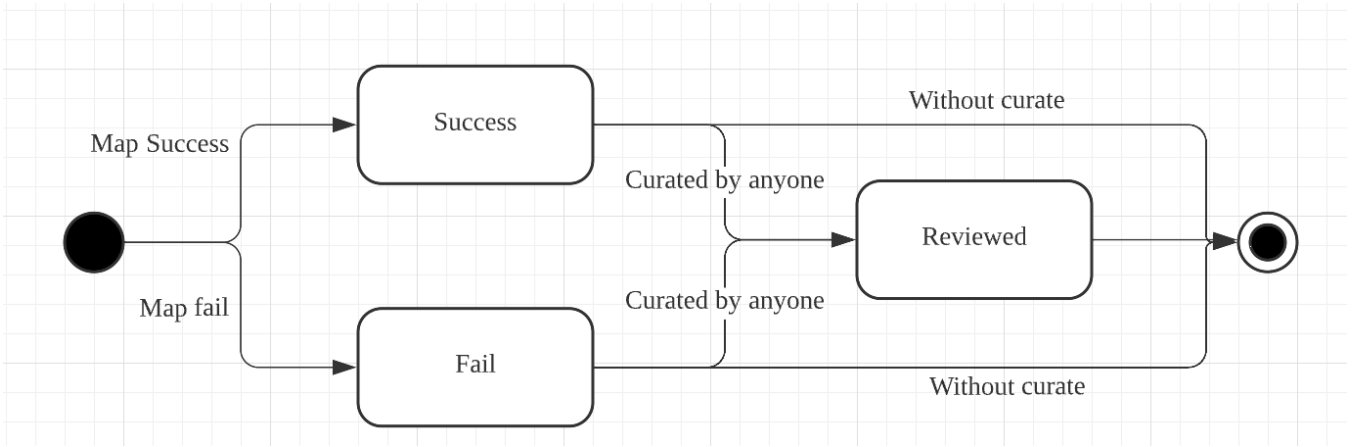 Without curate
Success
Map Success
Curated by anyone
Reviewed
Curated by anyone
Map fail
Fail
Without curate